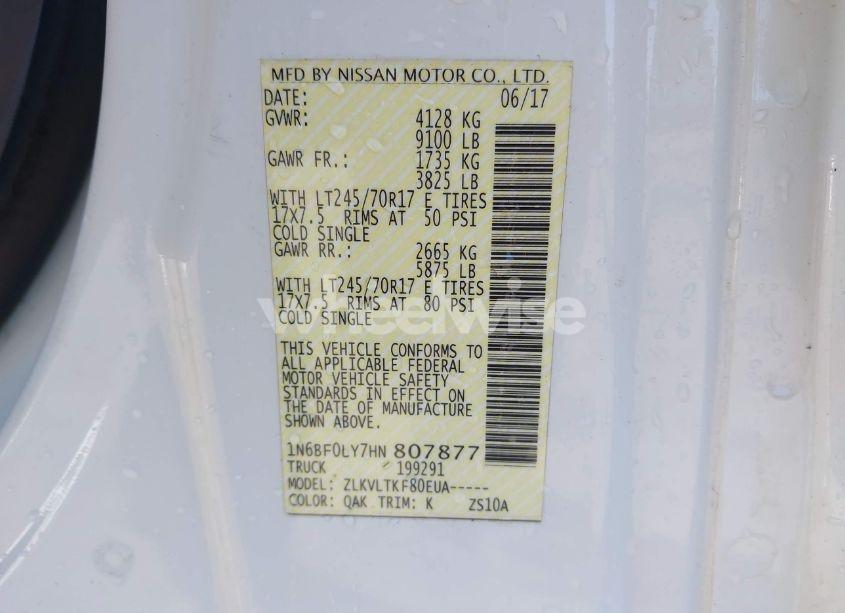 MFD BY NISSAN MOTOR CO., LTD.
DATE: 06/17
GVWR: 4128 KG
9100 LB
GAWR FR.: 1735 KG
3825 LB
WITH LT245/70R17 E TIRES
17X7.5 RIMS AT 50 PSI
COLD SINGLE
GAWR RR.: 2665 KG
5875 LB
WITH LT245/70R17 E TIRES
17X7.5 RIMS AT 80 PSI
COLD SINGLE
wheelwise
THIS VEHICLE CONFORMS TO
ALL APPLICABLE FEDERAL
MOTOR VEHICLE SAFETY
STANDARDS IN EFFECT ON
THE DATE OF MANUFACTURE
SHOWN ABOVE.
1N6BF0LY7HN 807877
TRUCK 199291
MODEL: ZLKVLTKF80EUA-----
COLOR: QAK TRIM: K ZS10A